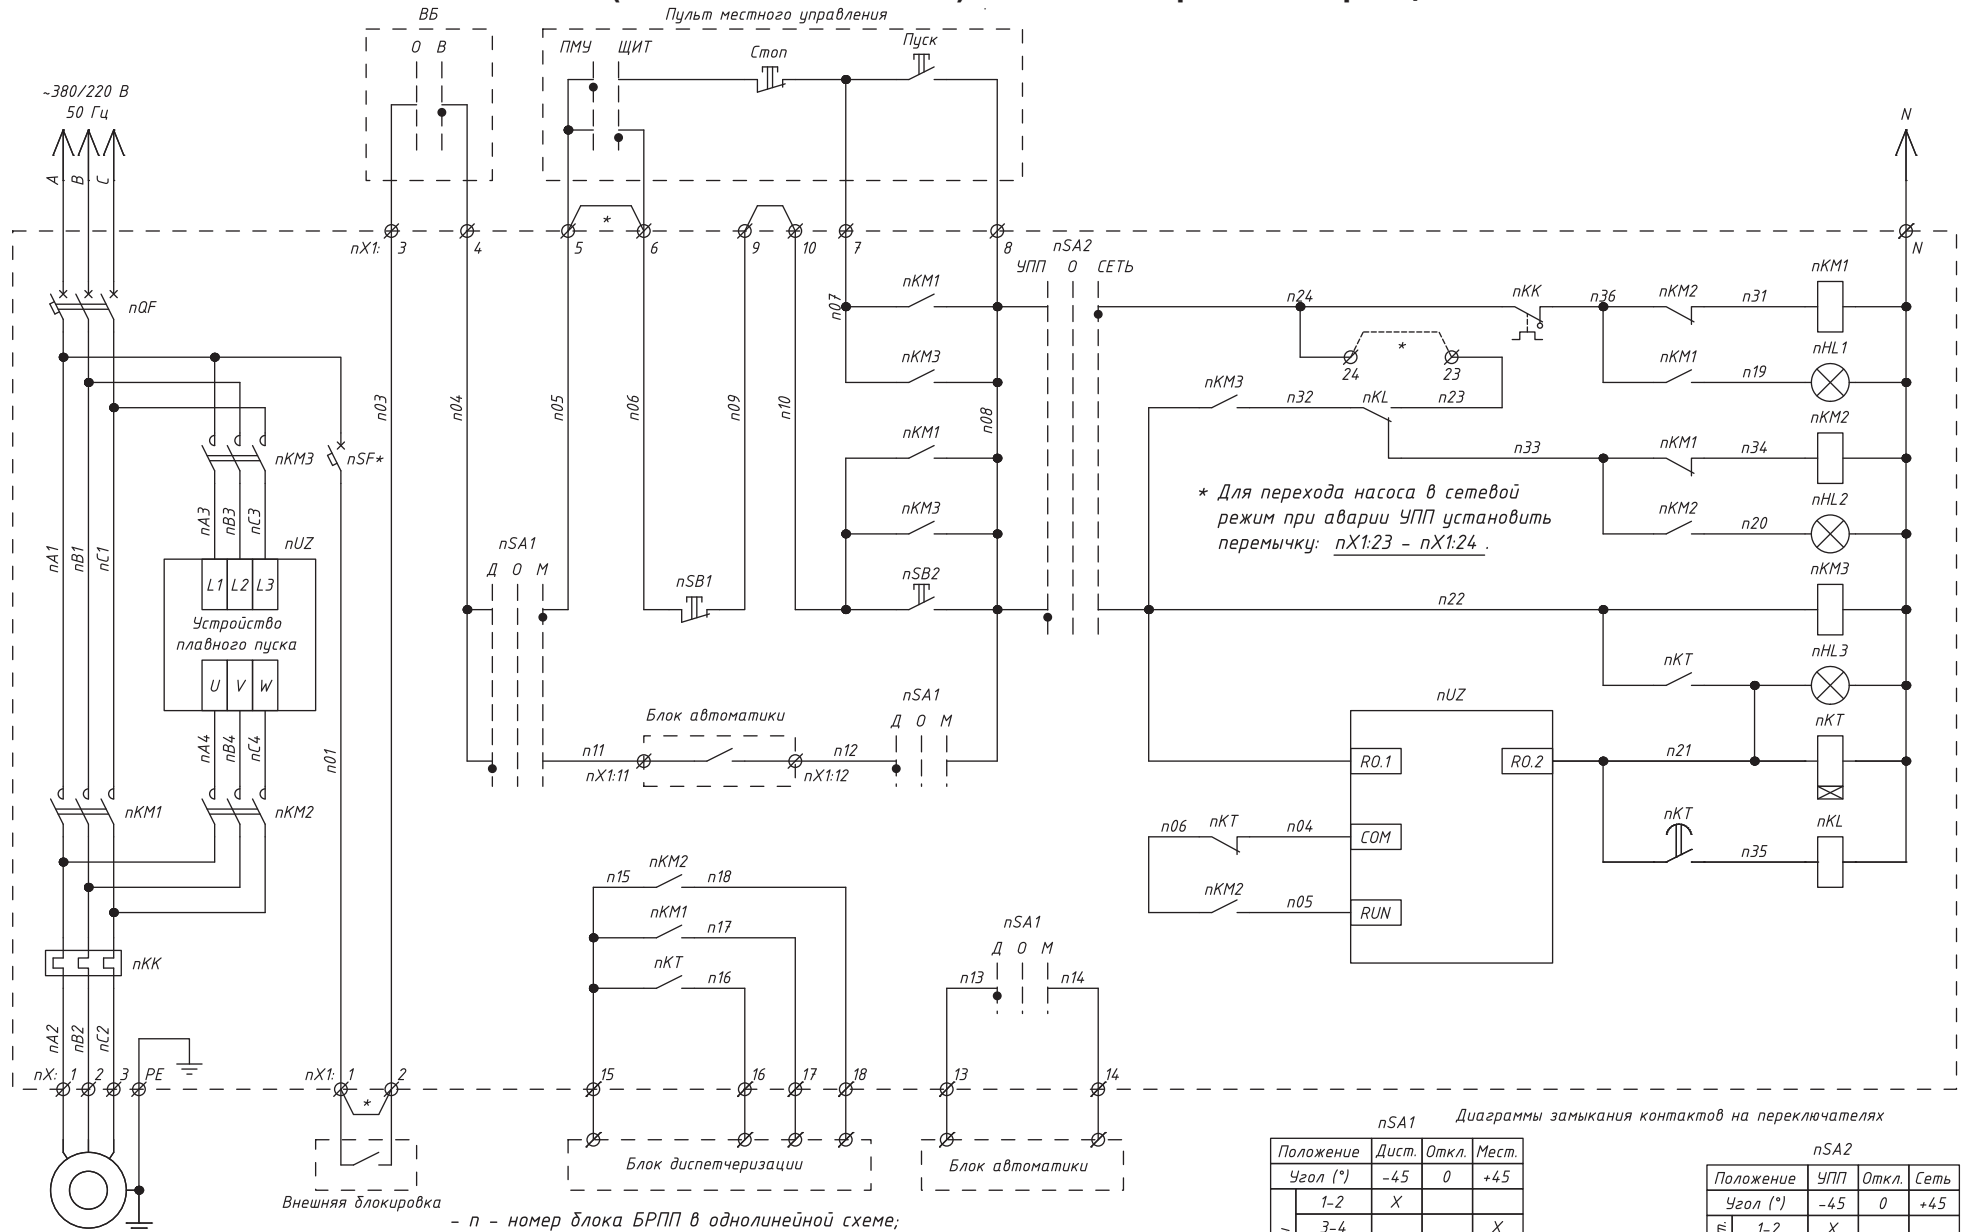 ВБ
Пульт местного управления
О В
ПМУ ЩИТ
Стоп
Пуск
~380/220 В
50 Гц
A
B
C
N
*
nX1: 3 4 5 6 9 10 7 8
N
nSA2
УПП О СЕТЬ
nQF
n07
nKM1
n24
nKK
n36
nKM2
n31
nKM1
nKM3
*
24
23
nKM1
n19
nHL1
n03
n04
n05
n06
n09
n10
n08
nKM3
n32
nKL
n23
nKM2
nKM3
nSF*
nKM1
n33
nKM1
n34
* Для перехода насоса в сетевой
режим при аварии УПП установить
перемычку: nX1:23 – nX1:24 .
nHL2
nA3
nB3
nC3
nKM3
nKM2
n20
nA1
nB1
nC1
nUZ
nSA1
Д О М
nSB1
nSB2
nKM3
L1 L2 L3
n22
Устройство
плавного пуска
nKT
nHL3
U V W
nSA1
Д О М
nUZ
Блок автоматики
nKT
nA4
nB4
nC4
n01
n11
nX1:11
n12
nX1:12
RO.1
RO.2
n21
nKM1
nKM2
n06
nKT
n04
COM
nKT
n35
nKL
nKM2
n15
n18
nKM2
n05
RUN
nKM1
n17
nSA1
Д О М
nKK
nKT
n16
n13
n14
nA2
nB2
nC2
nX: 1 2 3 PE
nX1: 1 2
15 16 17 18
13 14
*
Диаграммы замыкания контактов на переключателях
nSA1
nSA2
Блок диспетчеризации
Блок автоматики
Положение Дист. Откл. Мест.
Положение УПП Откл. Сеть
Угол (°) -45 0 +45
Угол (°) -45 0 +45
Внешняя блокировка
1-2 X
3-4 X
1-2 X
- n - номер блока БРПП в однолинейной схеме;